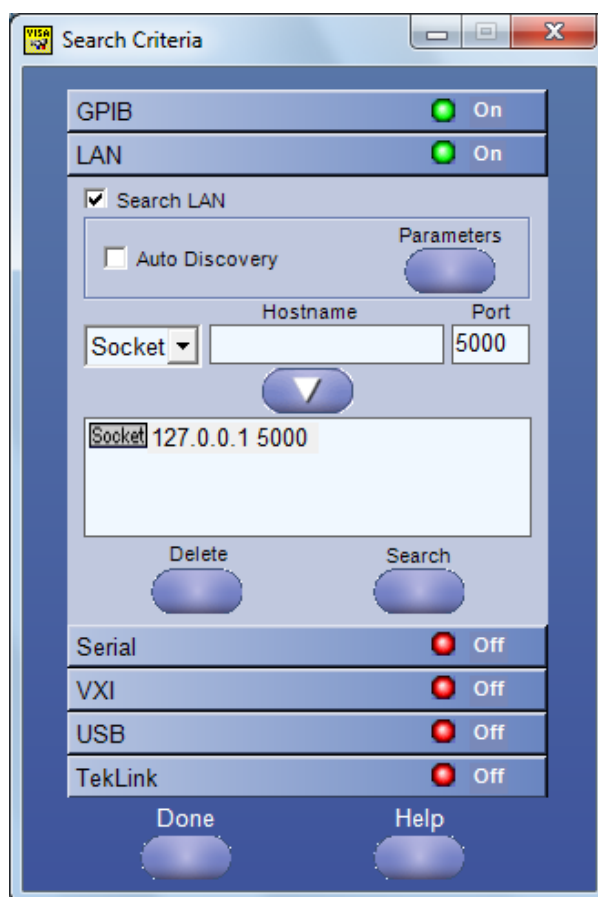 VISA
Search Criteria
GPIB On
LAN On
Search LAN
Parameters
Auto Discovery
Hostname Port
Socket 5000
Socket 127.0.0.1 5000
Delete Search
Serial Off
VXI Off
USB Off
TekLink Off
Done Help